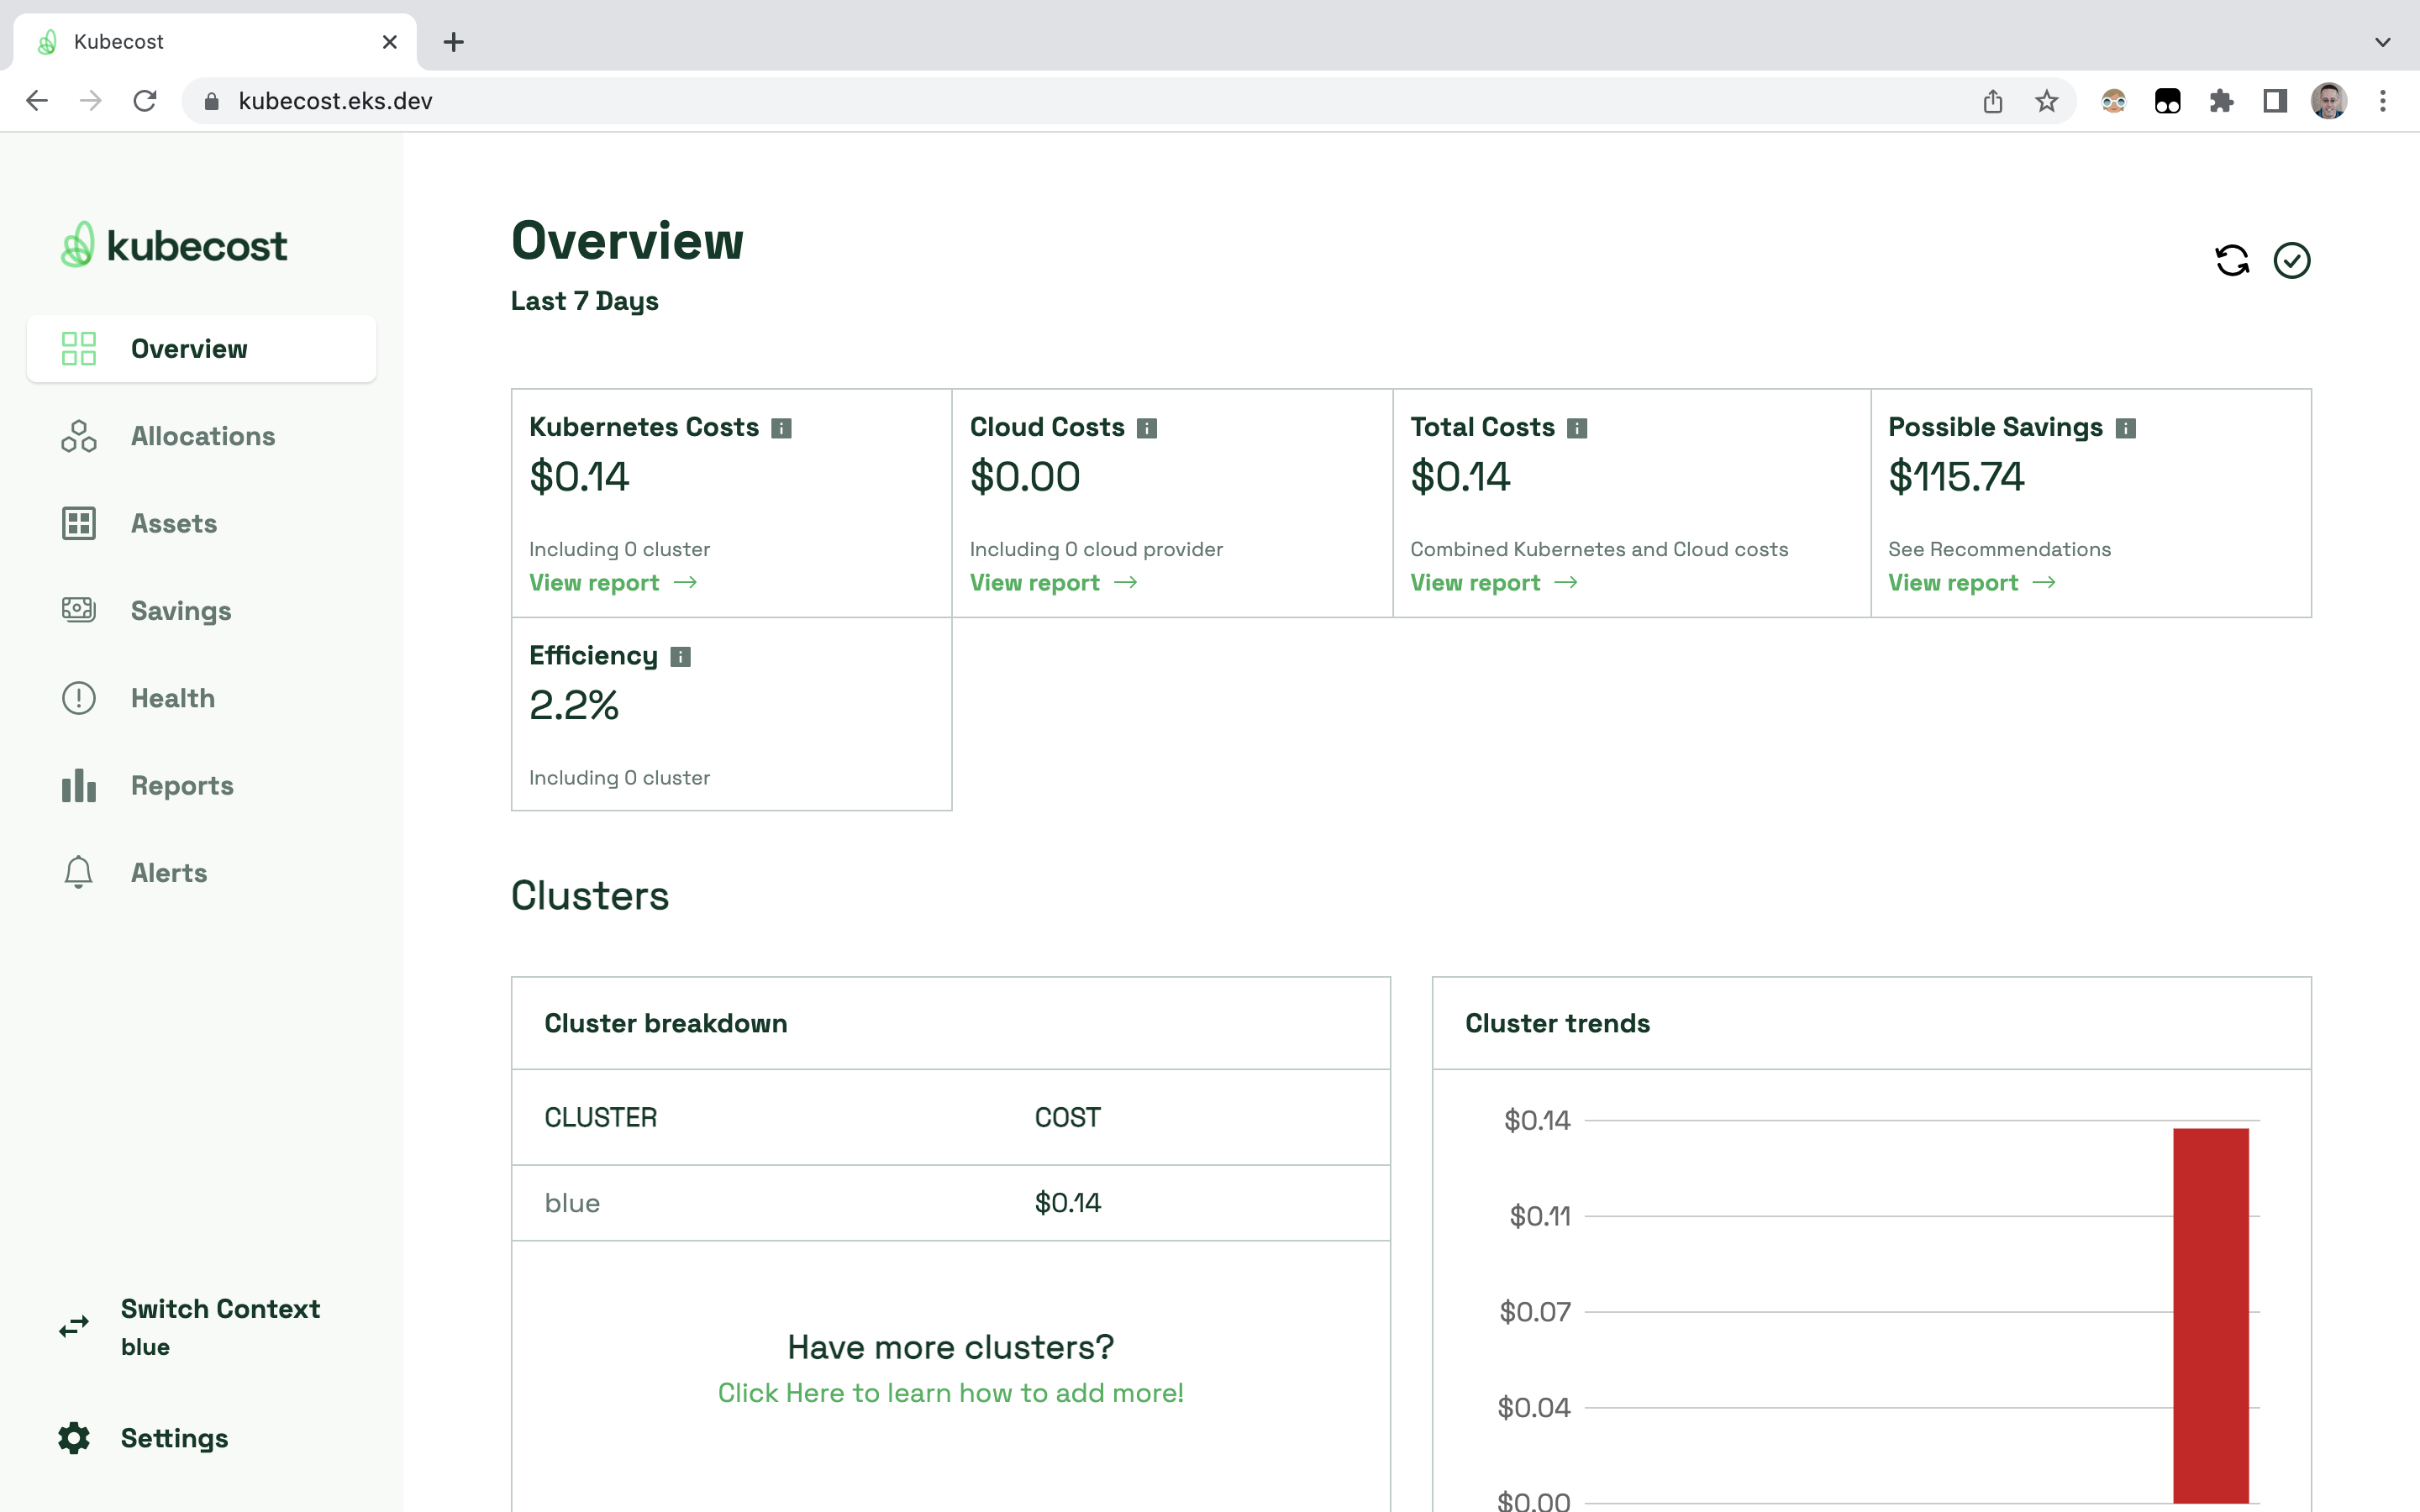 Kubecost
kubecost.eks.dev
kubecost
Overview
Allocations
Assets
Savings
Health
Reports
Alerts
Switch Context
blue
Settings
Overview
Last 7 Days
Kubernetes Costs
$0.14
Including 0 cluster
View report
Cloud Costs
$0.00
Including 0 cloud provider
View report
Total Costs
$0.14
Combined Kubernetes and Cloud costs
View report
Possible Savings
$115.74
See Recommendations
View report
Efficiency
2.2%
Including 0 cluster
Clusters
Cluster breakdown
CLUSTER COST
blue $0.14
Have more clusters?
Click Here to learn how to add more!
Cluster trends
$0.14
$0.11
$0.07
$0.04
$0.00